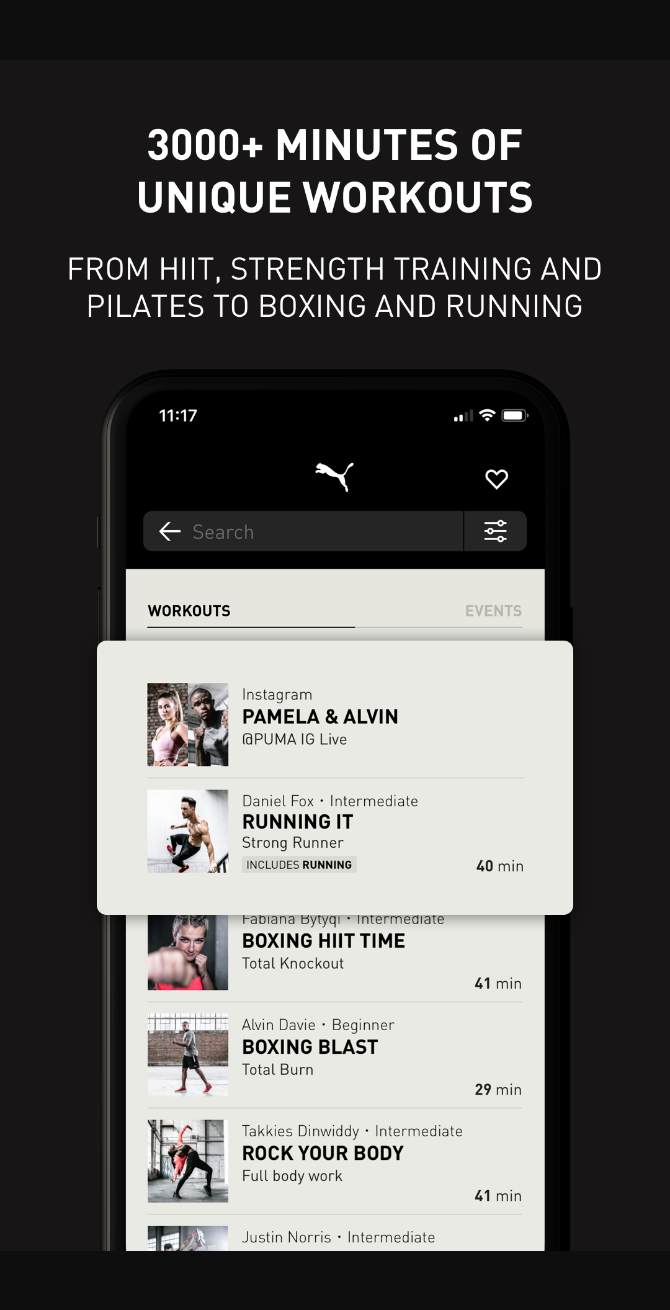 3000+ MINUTES OF
UNIQUE WORKOUTS
FROM HIIT, STRENGTH TRAINING AND
PILATES TO BOXING AND RUNNING
11:17
Search
WORKOUTS
EVENTS
Instagram
PAMELA & ALVIN
@PUMA IG Live
Daniel Fox · Intermediate
RUNNING IT
Strong Runner
INCLUDES RUNNING
40 min
Fabiana Bytyqi · Intermediate
BOXING HIIT TIME
Total Knockout
41 min
Alvin Davie · Beginner
BOXING BLAST
Total Burn
29 min
Takkies Dinwiddy · Intermediate
ROCK YOUR BODY
Full body work
41 min
Justin Norris · Intermediate